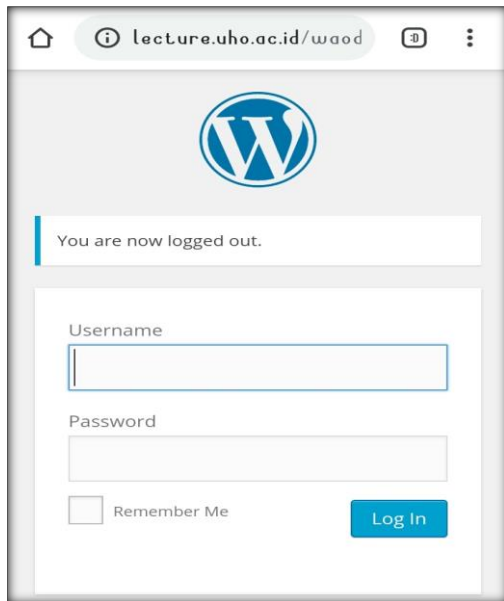 lecture.uho.ac.id/waod
:D
You are now logged out.
Username
Password
Remember Me
Log In